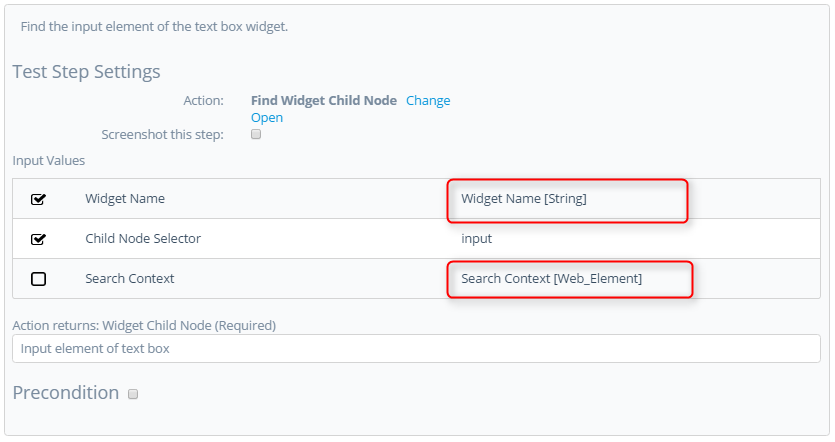 Find the input element of the text box widget.
Test Step Settings
Action: Find Widget Child Node Change
Open
Screenshot this step:
Input Values
Widget Name Widget Name [String]
Child Node Selector input
Search Context Search Context [Web_Element]
Action returns: Widget Child Node (Required)
Input element of text box
Precondition